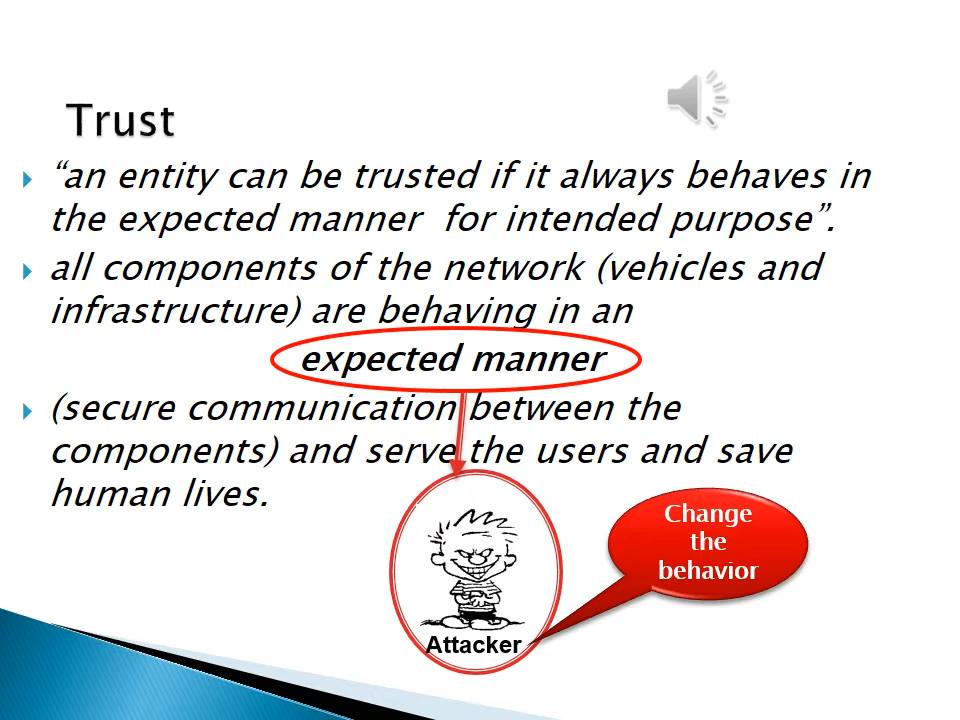 Trust
“an entity can be trusted if it always behaves in
the expected manner for intended purpose”.
all components of the network (vehicles and
infrastructure) are behaving in an
expected manner
(secure communication between the
components) and serve the users and save
human lives.
Change
the
behavior
Attacker